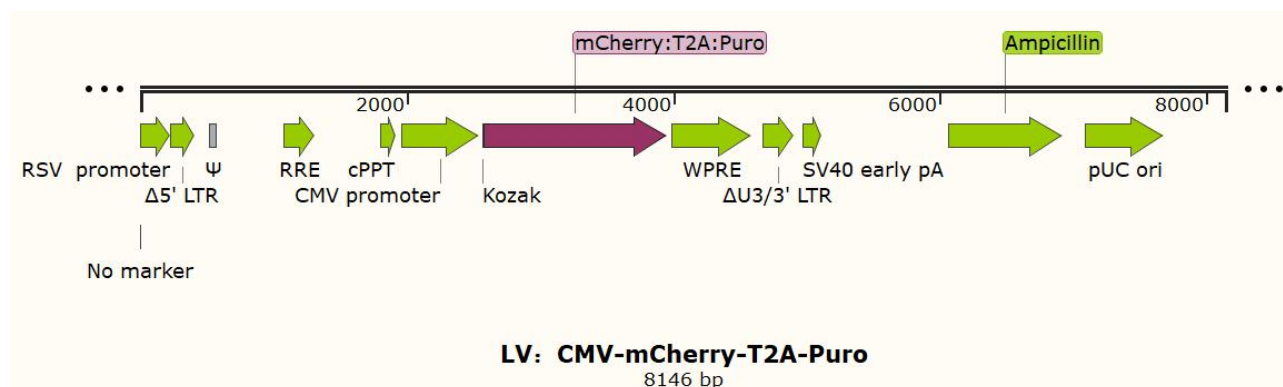 mCherry:T2A:Puro
Ampicillin
2000
4000
6000
8000
RSV promoter
Ψ
RRE
cPPT
WPRE
SV40 early pA
pUC ori
Δ5' LTR
CMV promoter
Kozak
ΔU3/3' LTR
No marker
LV: CMV-mCherry-T2A-Puro
8146 bp